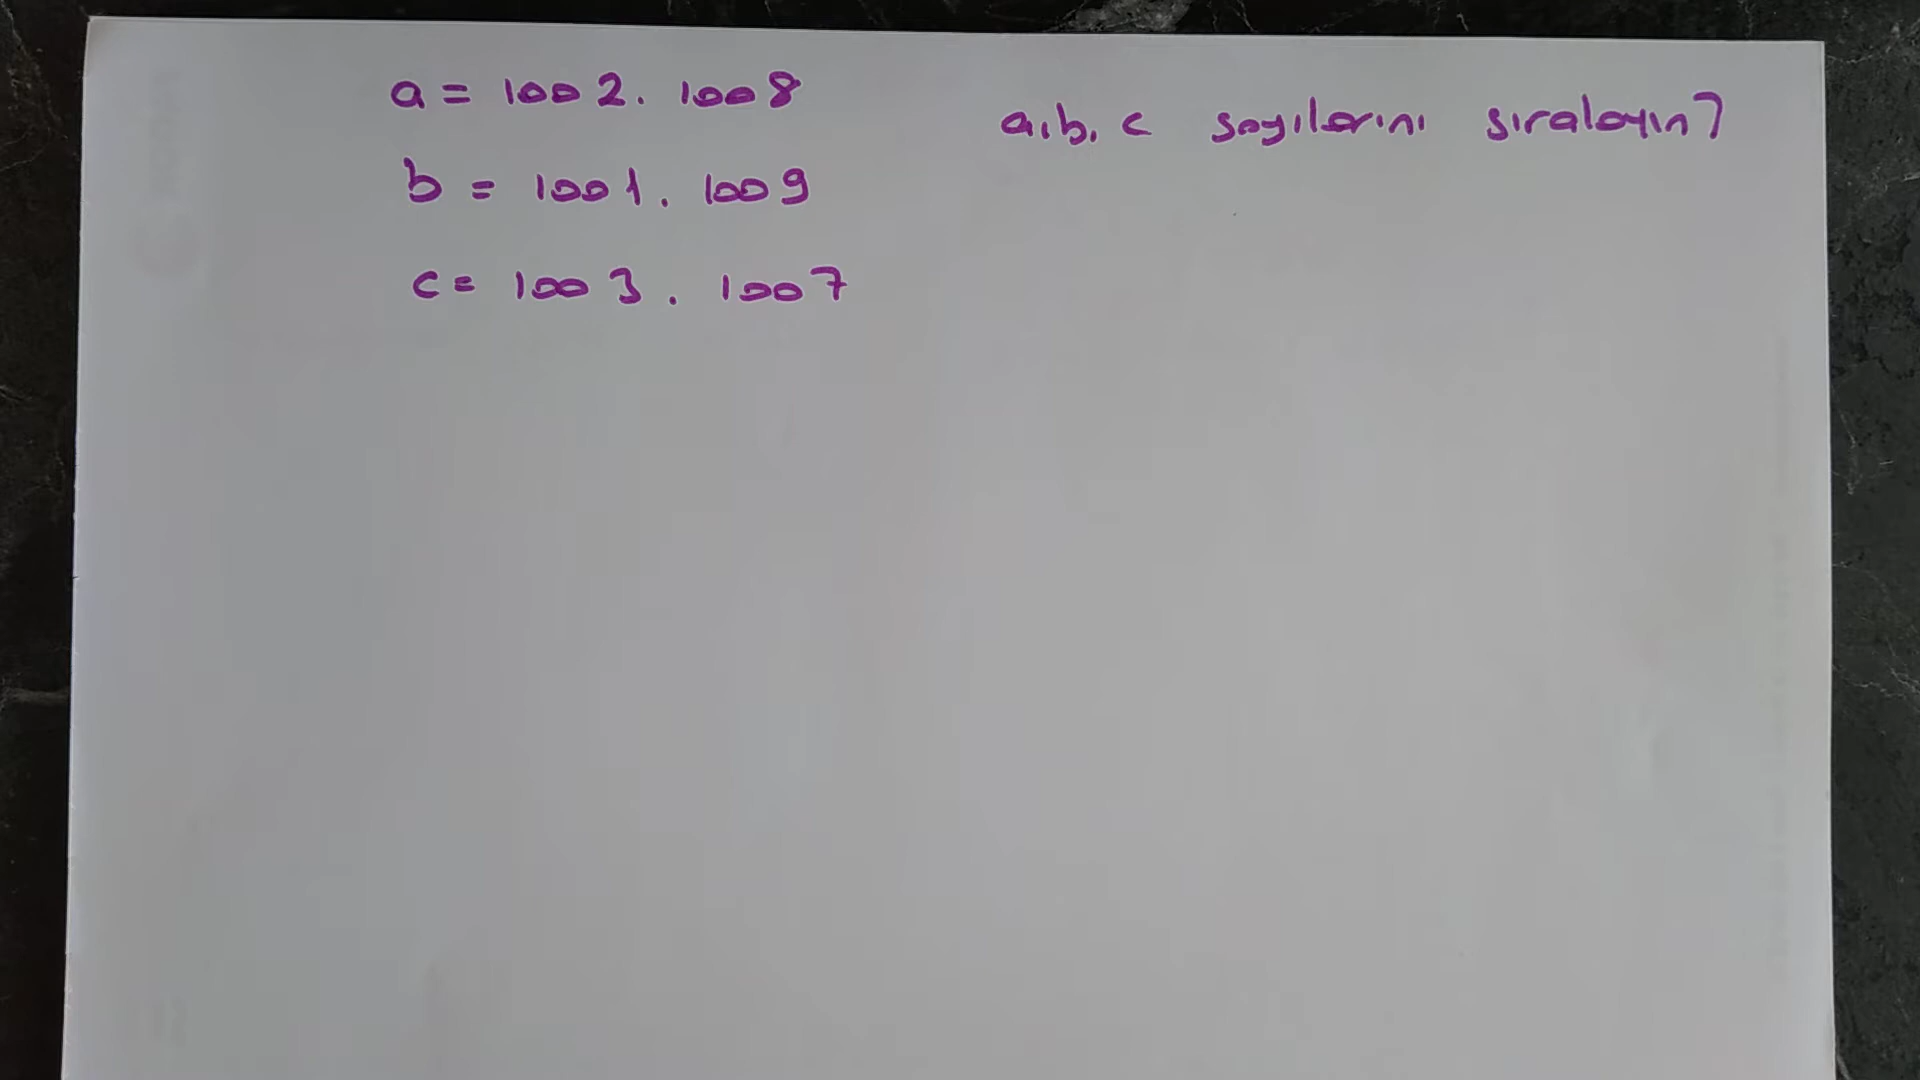 a = 1002. 1008
a, b, c sayılarını sıralayın?
b = 1001. 1009
c = 1003. 1007